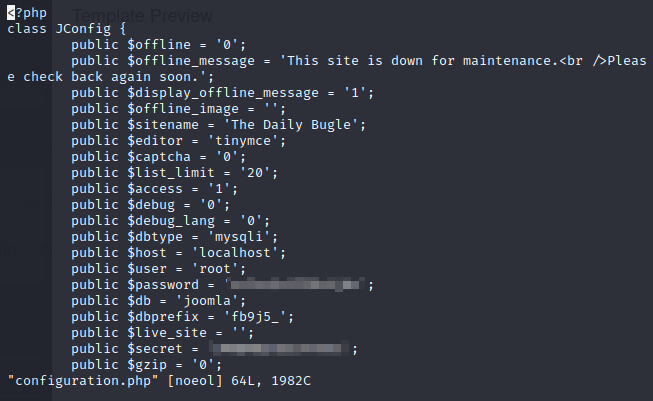 Template Preview
<?php
class JConfig {
public $offline = '0';
public $offline_message = 'This site is down for maintenance.<br />Pleas
e check back again soon.';
public $display_offline_message = '1';
public $offline_image = '';
public $sitename = 'The Daily Bugle';
public $editor = 'tinymce';
public $captcha = '0';
public $list_limit = '20';
public $access = '1';
public $debug = '0';
public $debug_lang = '0';
public $dbtype = 'mysqli';
public $host = 'localhost';
public $user = 'root';
public $password = ' ';
public $db = 'joomla';
public $dbprefix = 'fb9j5_';
public $live_site = '';
public $secret = ;
public $gzip = '0';
"configuration.php" [noeol] 64L, 1982C